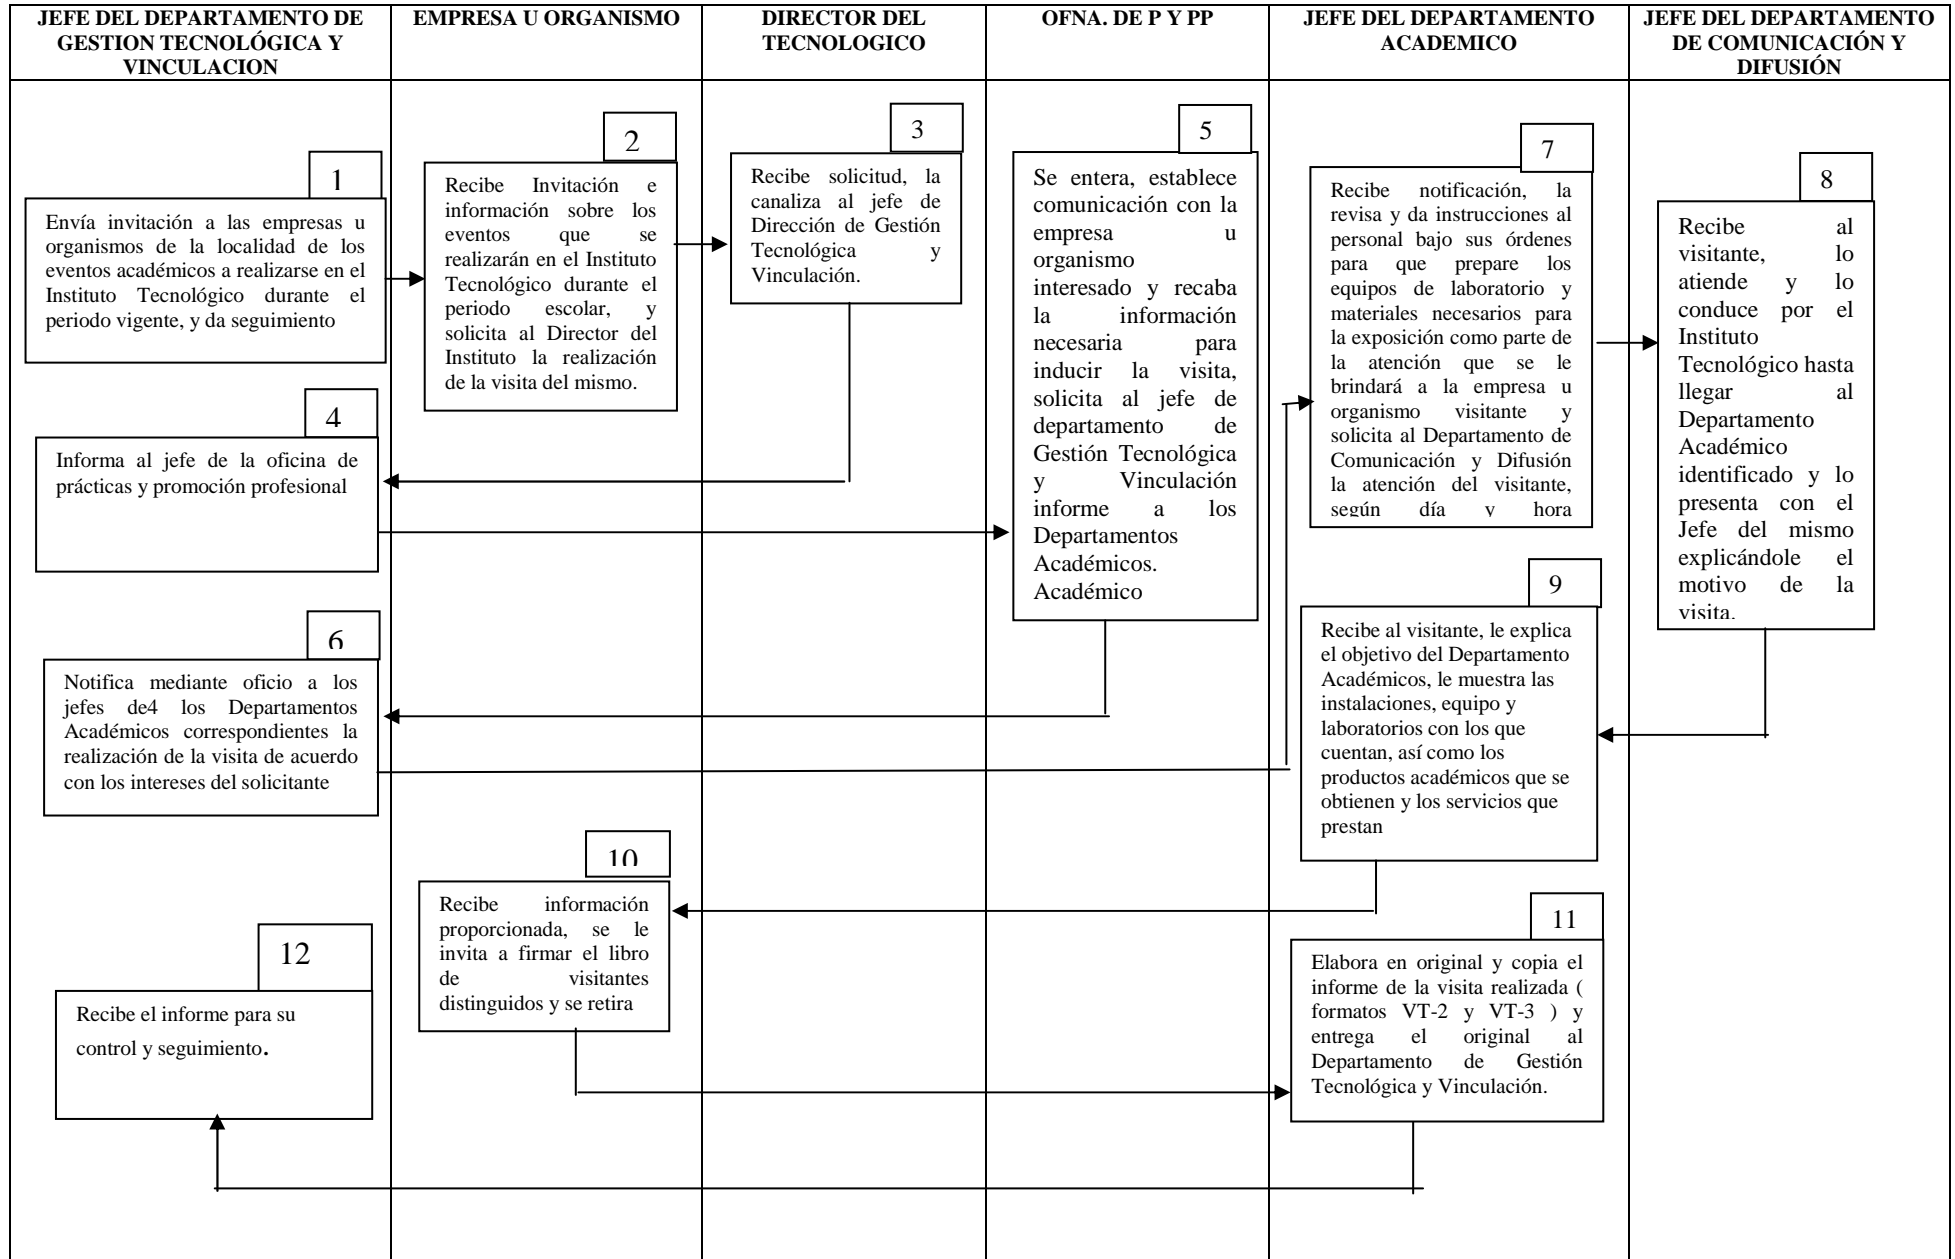 JEFE DEL DEPARTAMENTO DE
GESTION TECNOLÓGICA Y
VINCULACION
EMPRESA U ORGANISMO
DIRECTOR DEL
TECNOLOGICO
OFNA. DE P Y PP
JEFE DEL DEPARTAMENTO
ACADEMICO
JEFE DEL DEPARTAMENTO
DE COMUNICACIÓN Y
DIFUSIÓN
1
Envía invitación a las empresas u
organismos de la localidad de los
eventos académicos a realizarse en el
Instituto Tecnológico durante el
periodo vigente, y da seguimiento
2
Recibe Invitación e
información sobre los
eventos que se
realizarán en el Instituto
Tecnológico durante el
periodo escolar, y
solicita al Director del
Instituto la realización
de la visita del mismo.
3
Recibe solicitud, la
canaliza al jefe de
Dirección de Gestión
Tecnológica y
Vinculación.
4
Informa al jefe de la oficina de
prácticas y promoción profesional
5
Se entera, establece
comunicación con la
empresa u
organismo
interesado y recaba
la información
necesaria para
inducir la visita,
solicita al jefe de
departamento de
Gestión Tecnológica
y Vinculación
informe a los
Departamentos
Académicos.
Académico
6
Notifica mediante oficio a los
jefes de4 los Departamentos
Académicos correspondientes la
realización de la visita de acuerdo
con los intereses del solicitante
7
Recibe notificación, la
revisa y da instrucciones al
personal bajo sus órdenes
para que prepare los
equipos de laboratorio y
materiales necesarios para
la exposición como parte de
la atención que se le
brindará a la empresa u
organismo visitante y
solicita al Departamento de
Comunicación y Difusión
la atención del visitante,
según día y hora
8
Recibe al
visitante, lo
atiende y lo
conduce por el
Instituto
Tecnológico hasta
llegar al
Departamento
Académico
identificado y lo
presenta con el
Jefe del mismo
explicándole el
motivo de la
visita.
9
Recibe al visitante, le explica
el objetivo del Departamento
Académicos, le muestra las
instalaciones, equipo y
laboratorios con los que
cuentan, así como los
productos académicos que se
obtienen y los servicios que
prestan
10
Recibe información
proporcionada, se le
invita a firmar el libro
de visitantes
distinguidos y se retira
11
Elabora en original y copia el
informe de la visita realizada (
formatos VT-2 y VT-3 ) y
entrega el original al
Departamento de Gestión
Tecnológica y Vinculación.
12
Recibe el informe para su
control y seguimiento.